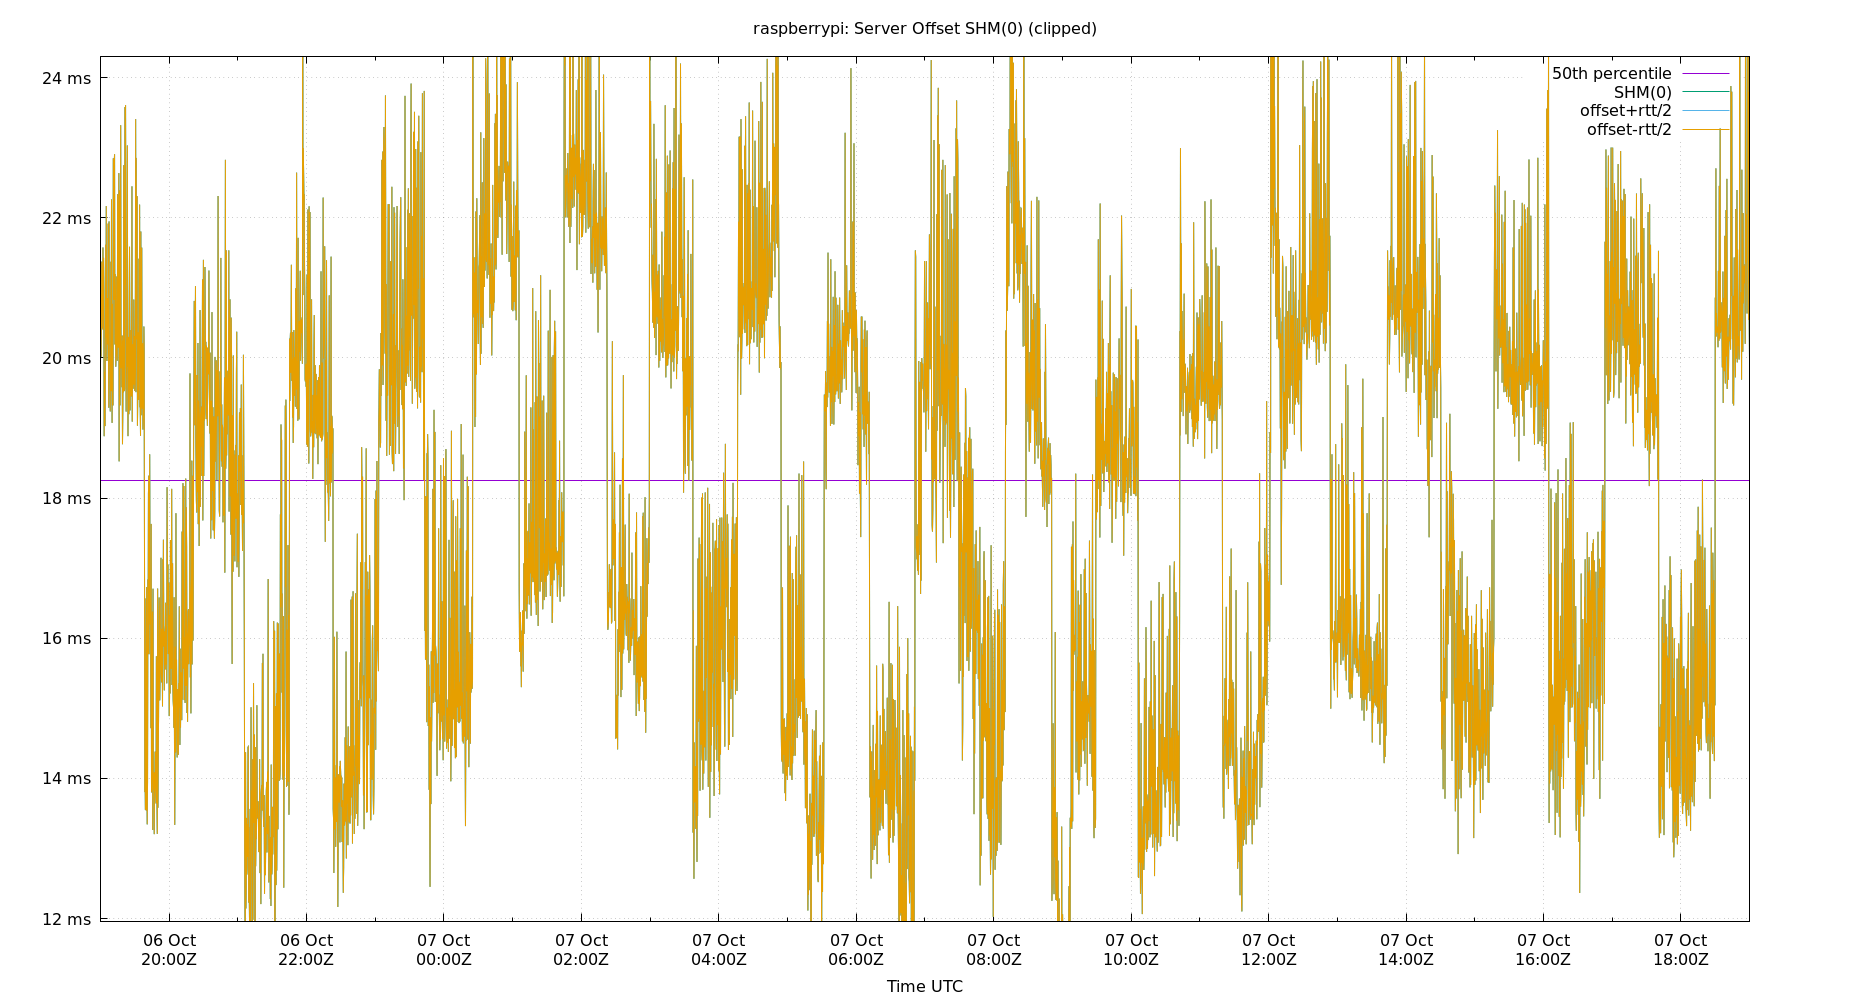 raspberrypi: Server Offset SHM(0) (clipped)
50th percentile
SHM(0)
offset+rtt/2
offset-rtt/2
24 ms
22 ms
20 ms
18 ms
16 ms
14 ms
12 ms
06 Oct 06 Oct 07 Oct 07 Oct 07 Oct 07 Oct 07 Oct 07 Oct 07 Oct 07 Oct 07 Oct 07 Oct
20:00Z 22:00Z 00:00Z 02:00Z 04:00Z 06:00Z 08:00Z 10:00Z 12:00Z 14:00Z 16:00Z 18:00Z
Time UTC